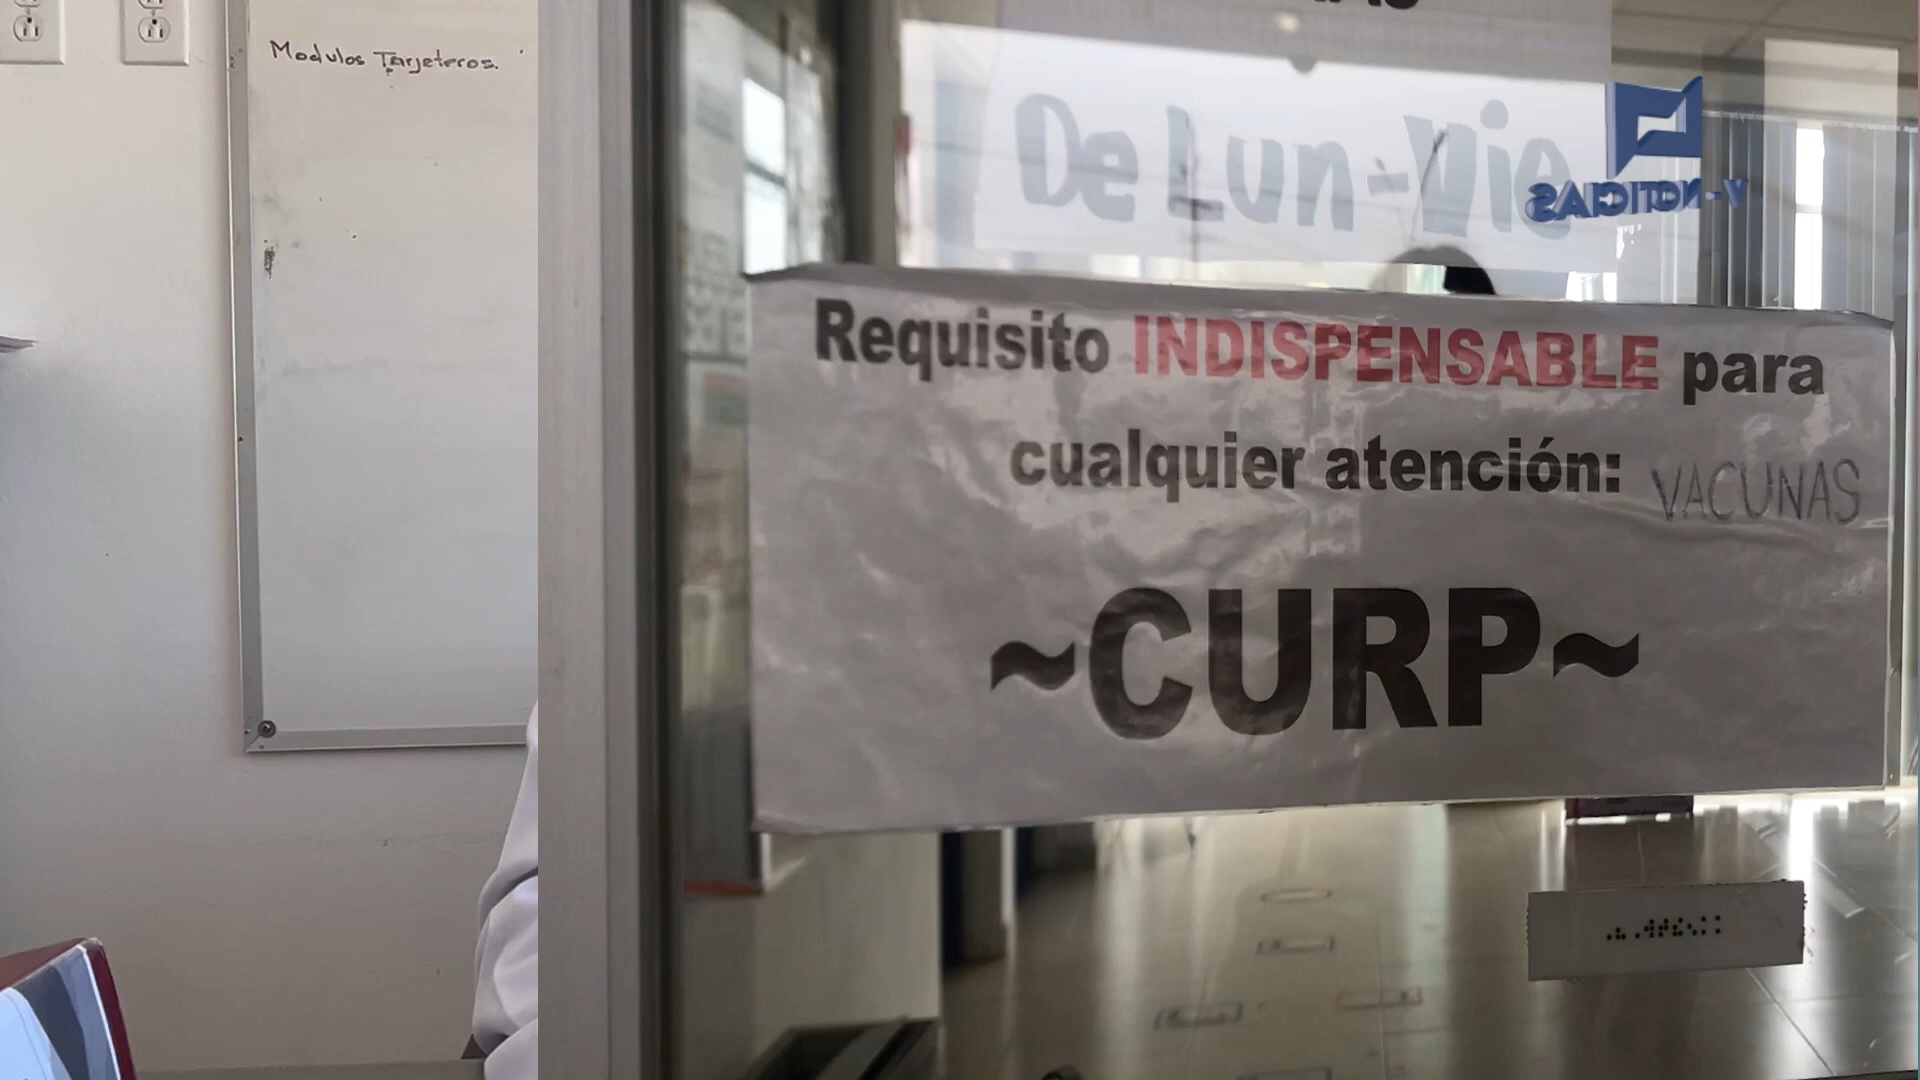 Modulos Tarjeteros.
De Lun-Vie
V-NOTICIAS
Requisito INDISPENSABLE para
cualquier atención: VACUNAS
~CURP~